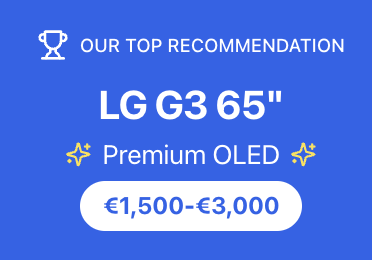 OUR TOP RECOMMENDATION
LG G3 65"
Premium OLED
€1,500-€3,000